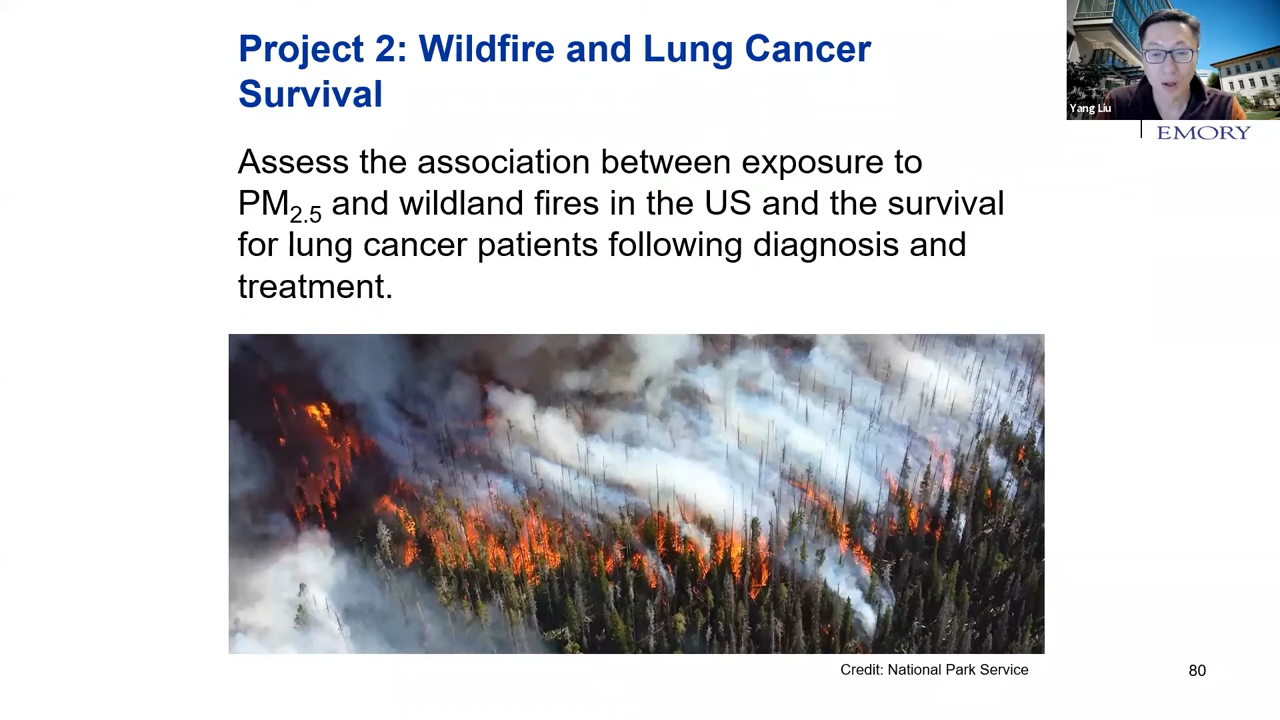 Project 2: Wildfire and Lung Cancer
Survival
Yang Liu
EMORY
Assess the association between exposure to
PM2.5 and wildland fires in the US and the survival
for lung cancer patients following diagnosis and
treatment.
Credit: National Park Service
80